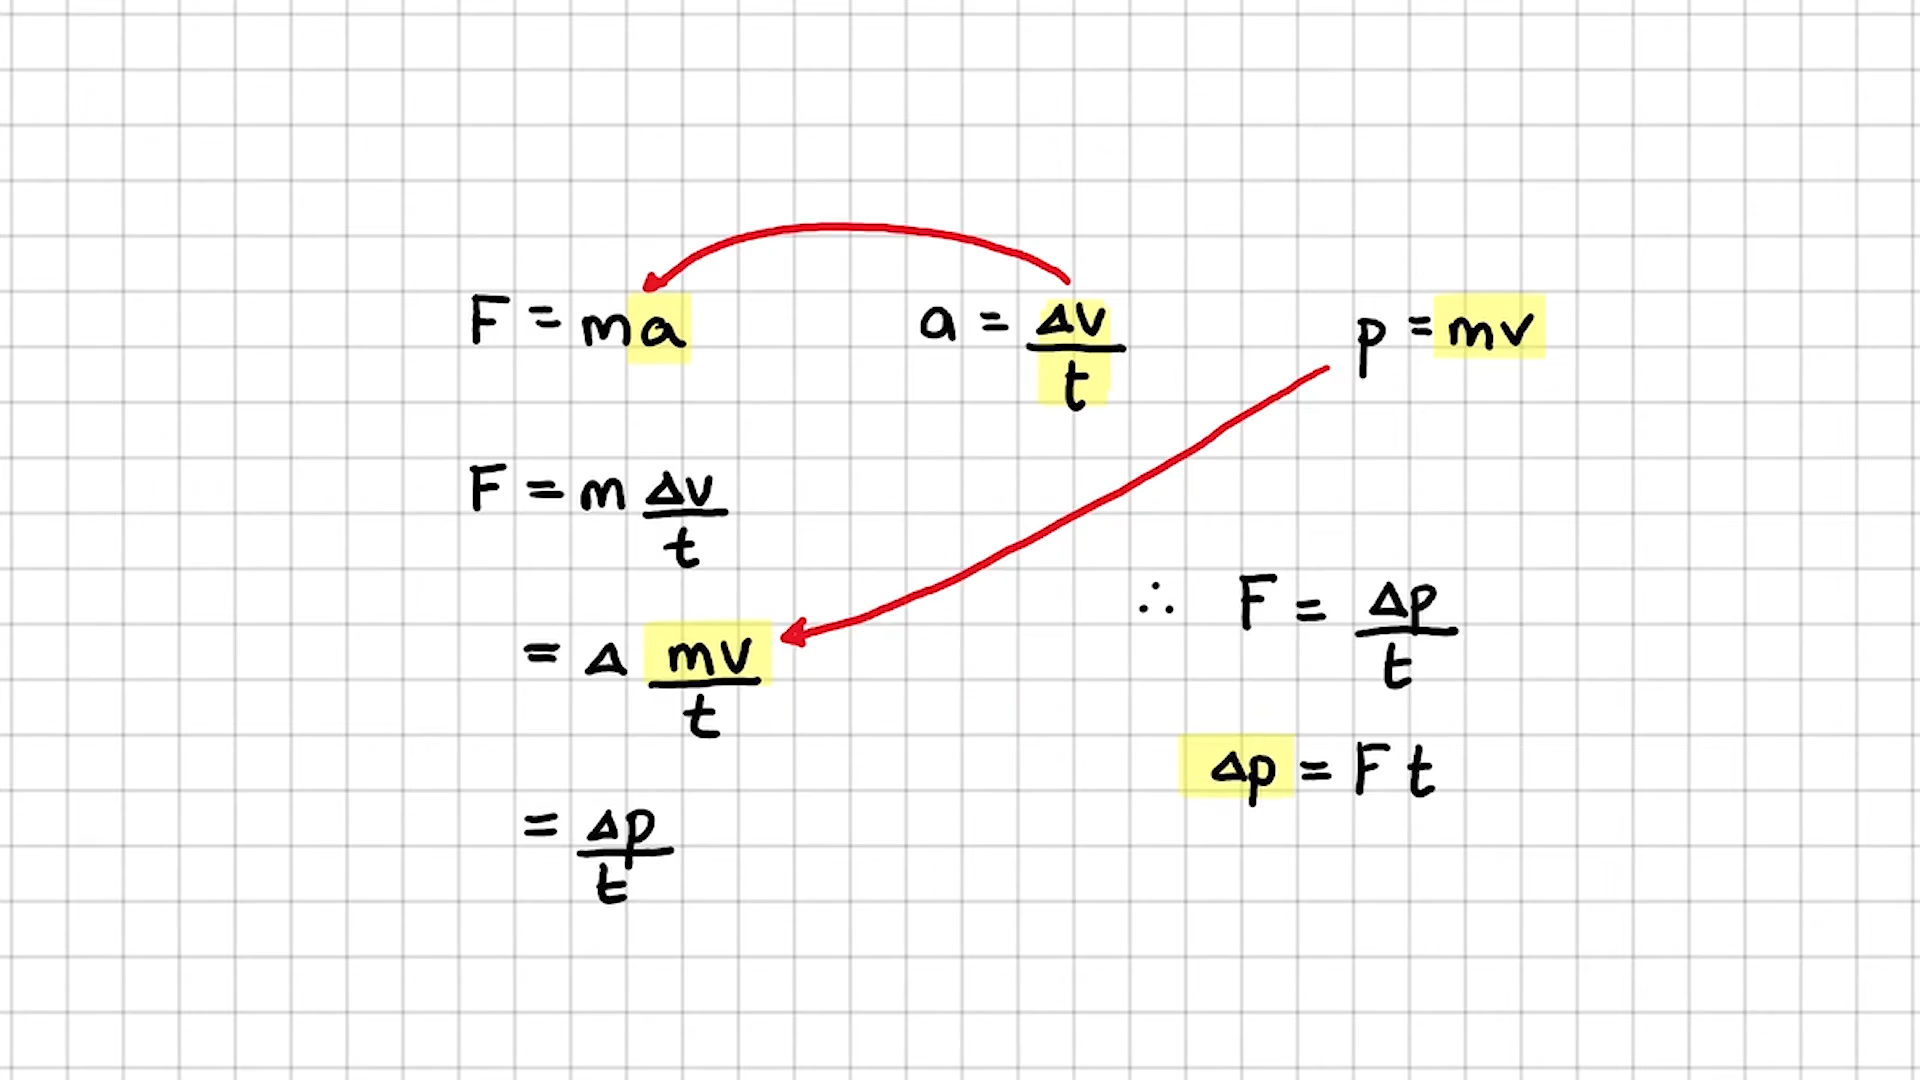 F = ma
a = Δv/t
p = mv
F = m Δv/t
= Δ mv/t
= Δp/t
∴ F = Δp/t
Δp = F t